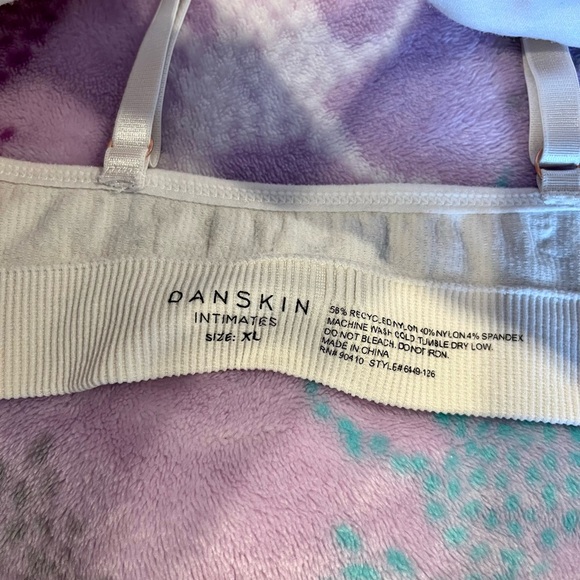 DANSKIN
INTIMATES
SIZE: XL
56% RECYCLED NYLON 40% NYLON 4% SPANDEX
MACHINE WASH COLD. TUMBLE DRY LOW.
DO NOT BLEACH. DO NOT IRON.
MADE IN CHINA
RN# 90410 STYLE# 6449-126